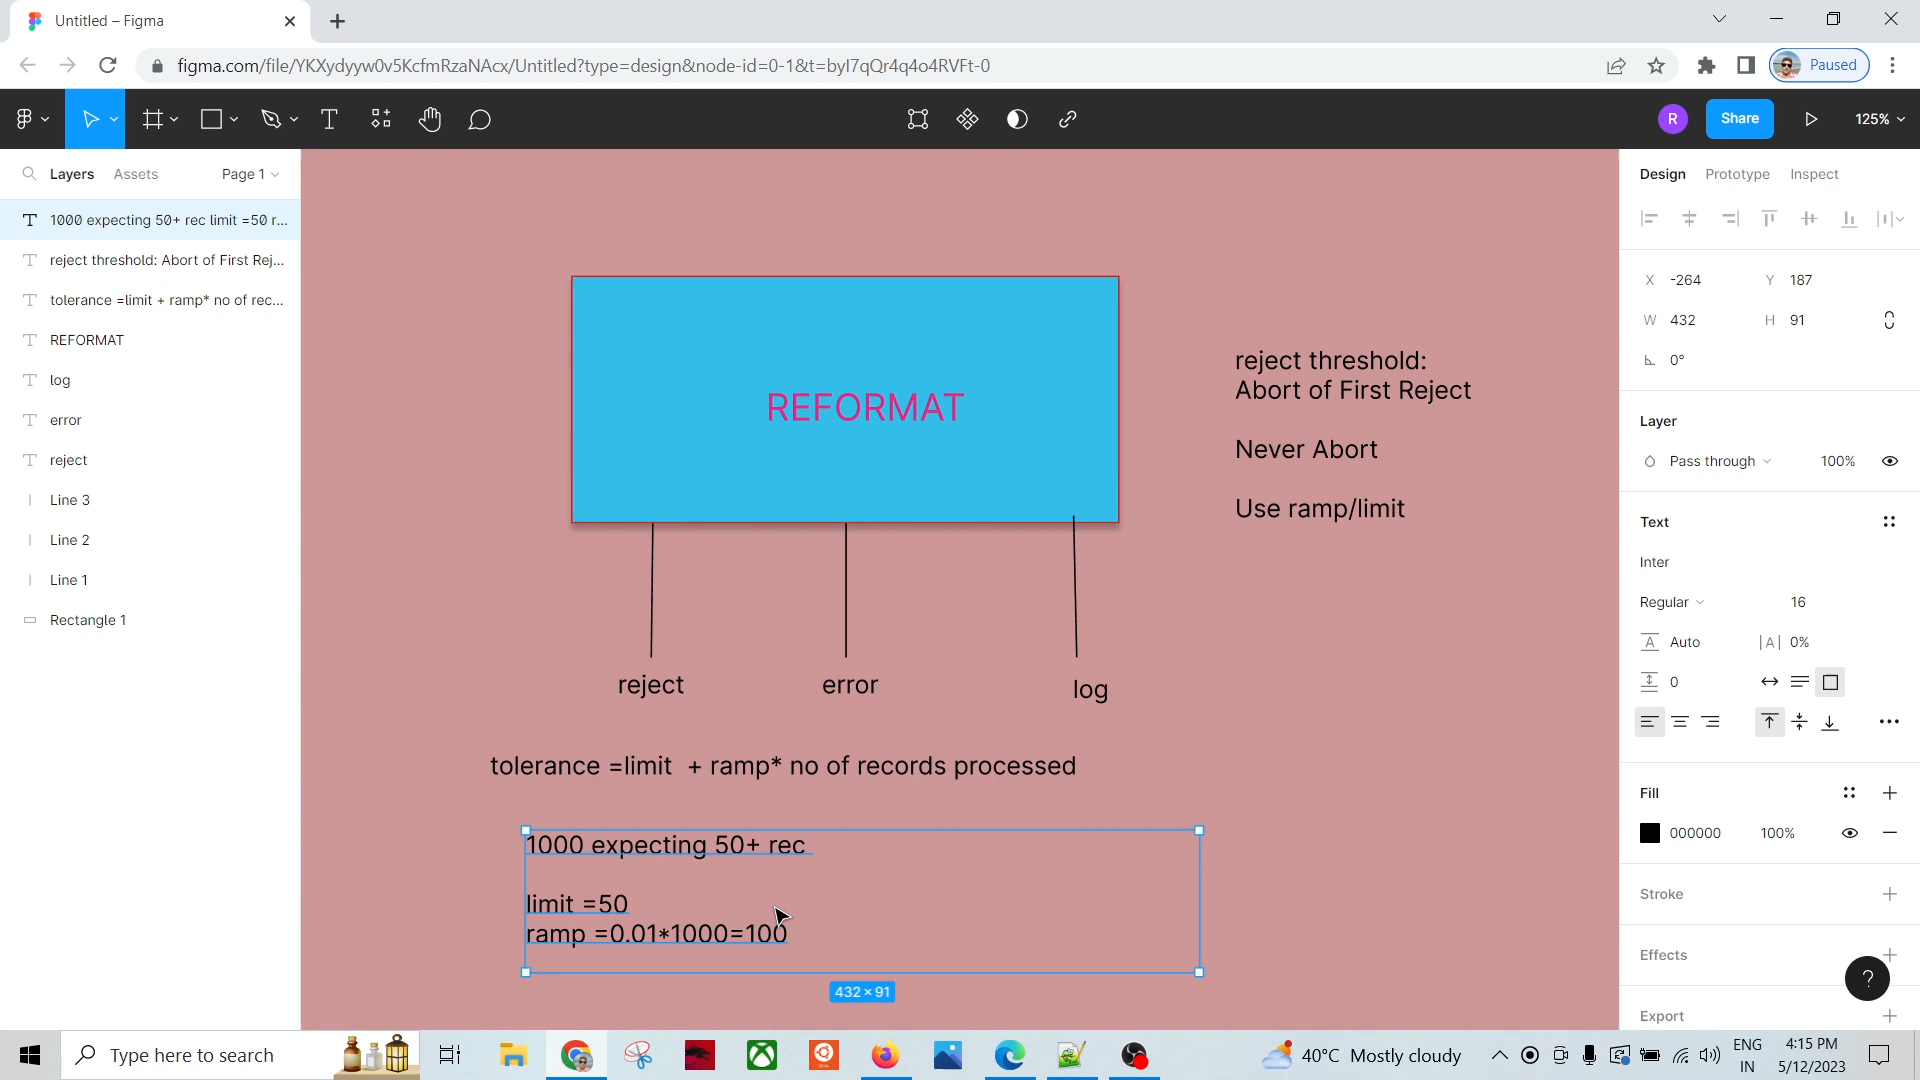 Untitled – Figma
figma.com/file/YKXydyyw0v5KcfmRzaNAcx/Untitled?type=design&node-id=0-1&t=byI7qQr4q4o4RVFt-0
Paused
R
Share
125%
Layers
Assets
Page 1
1000 expecting 50+ rec limit =50 r...
reject threshold: Abort of First Rej...
tolerance =limit + ramp* no of rec...
REFORMAT
log
error
reject
Line 3
Line 2
Line 1
Rectangle 1
REFORMAT
reject
error
log
reject threshold:
Abort of First Reject
Never Abort
Use ramp/limit
tolerance =limit  + ramp* no of records processed
1000 expecting 50+ rec
limit =50
ramp =0.01*1000=100
432 × 91
Design
Prototype
Inspect
X -264
Y 187
W 432
H 91
0°
Layer
Pass through
100%
Text
Inter
Regular
16
A Auto
|A| 0%
0
Fill
000000
100%
Stroke
Effects
?
Export
Type here to search
40°C Mostly cloudy
ENG
IN
4:15 PM
5/12/2023